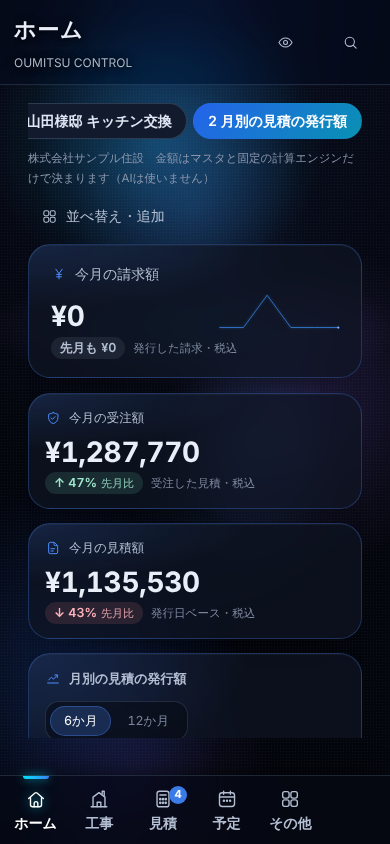 ホーム
OUMITSU CONTROL
山田様邸 キッチン交換
2 月別の見積の発行額
株式会社サンプル住設　金額はマスタと固定の計算エンジンだ
けで決まります（AIは使いません）
並べ替え・追加
¥ 今月の請求額
¥0
先月も ¥0 発行した請求・税込
今月の受注額
¥1,287,770
↑ 47% 先月比 受注した見積・税込
今月の見積額
¥1,135,530
↓ 43% 先月比 発行日ベース・税込
月別の見積の発行額
6か月 12か月
4
ホーム 工事 見積 予定 その他